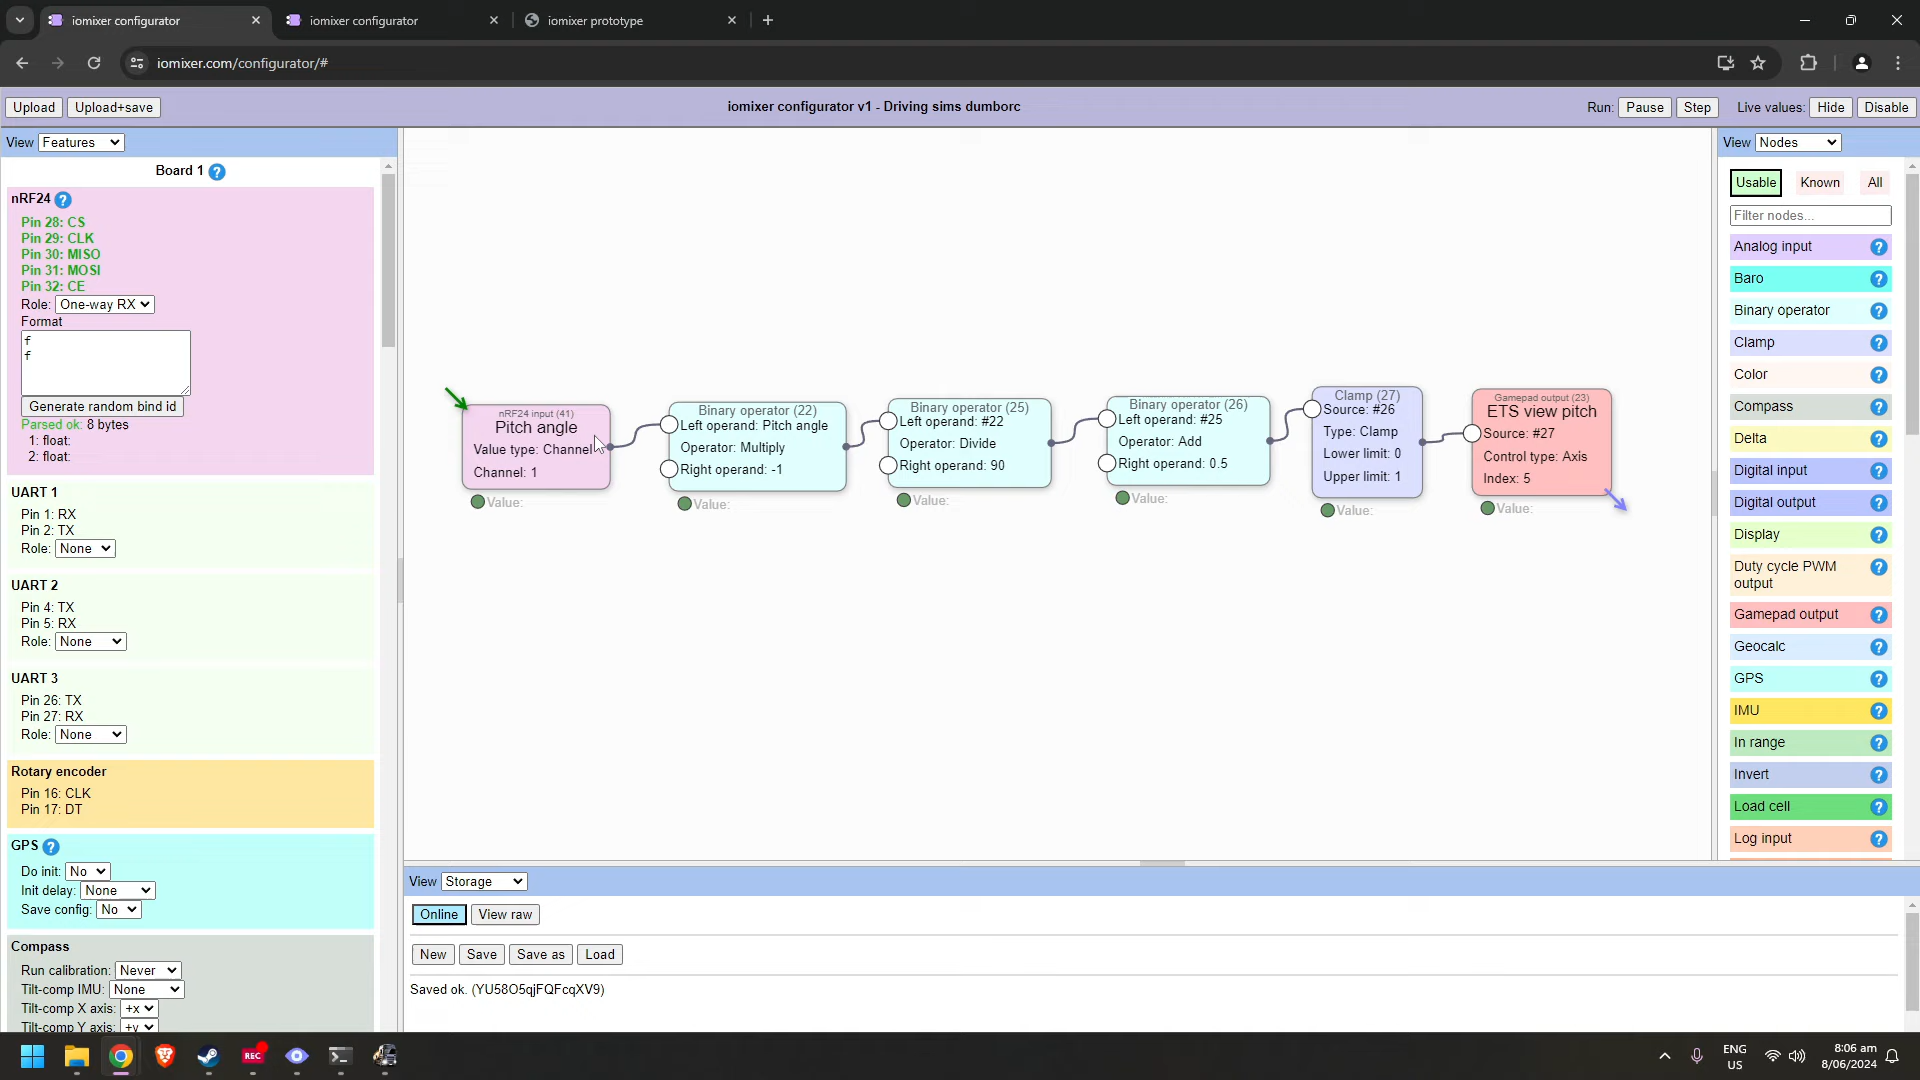 iomixer configurator
iomixer configurator
iomixer prototype
iomixer.com/configurator/#
Upload
Upload+save
iomixer configurator v1 - Driving sims dumborc
Run:
Pause
Step
Live values:
Hide
Disable
View
Features
Board 1
nRF24
Pin 28: CS
Pin 29: CLK
Pin 30: MISO
Pin 31: MOSI
Pin 32: CE
Role: One-way RX
Format
f
f
Generate random bind id
Parsed ok: 8 bytes
1: float:
2: float:
UART 1
Pin 1: RX
Pin 2: TX
Role: None
UART 2
Pin 4: TX
Pin 5: RX
Role: None
UART 3
Pin 26: TX
Pin 27: RX
Role: None
Rotary encoder
Pin 16: CLK
Pin 17: DT
GPS
Do init: No
Init delay: None
Save config: No
Compass
Run calibration: Never
Tilt-comp IMU: None
Tilt-comp X axis: +x
Tilt-comp Y axis: +y
nRF24 input (41)
Pitch angle
Value type: Channel
Channel: 1
Value:
Binary operator (22)
Left operand: Pitch angle
Operator: Multiply
Right operand: -1
Value:
Binary operator (25)
Left operand: #22
Operator: Divide
Right operand: 90
Value:
Binary operator (26)
Left operand: #25
Operator: Add
Right operand: 0.5
Value:
Clamp (27)
Source: #26
Type: Clamp
Lower limit: 0
Upper limit: 1
Value:
Gamepad output (23)
ETS view pitch
Source: #27
Control type: Axis
Index: 5
Value:
View
Storage
Online
View raw
New
Save
Save as
Load
Saved ok. (YU58O5qjFQFcqXV9)
View
Nodes
Usable
Known
All
Filter nodes...
Analog input
Baro
Binary operator
Clamp
Color
Compass
Delta
Digital input
Digital output
Display
Duty cycle PWM
output
Gamepad output
Geocalc
GPS
IMU
In range
Invert
Load cell
Log input
REC
ENG
US
8:06 am
8/06/2024